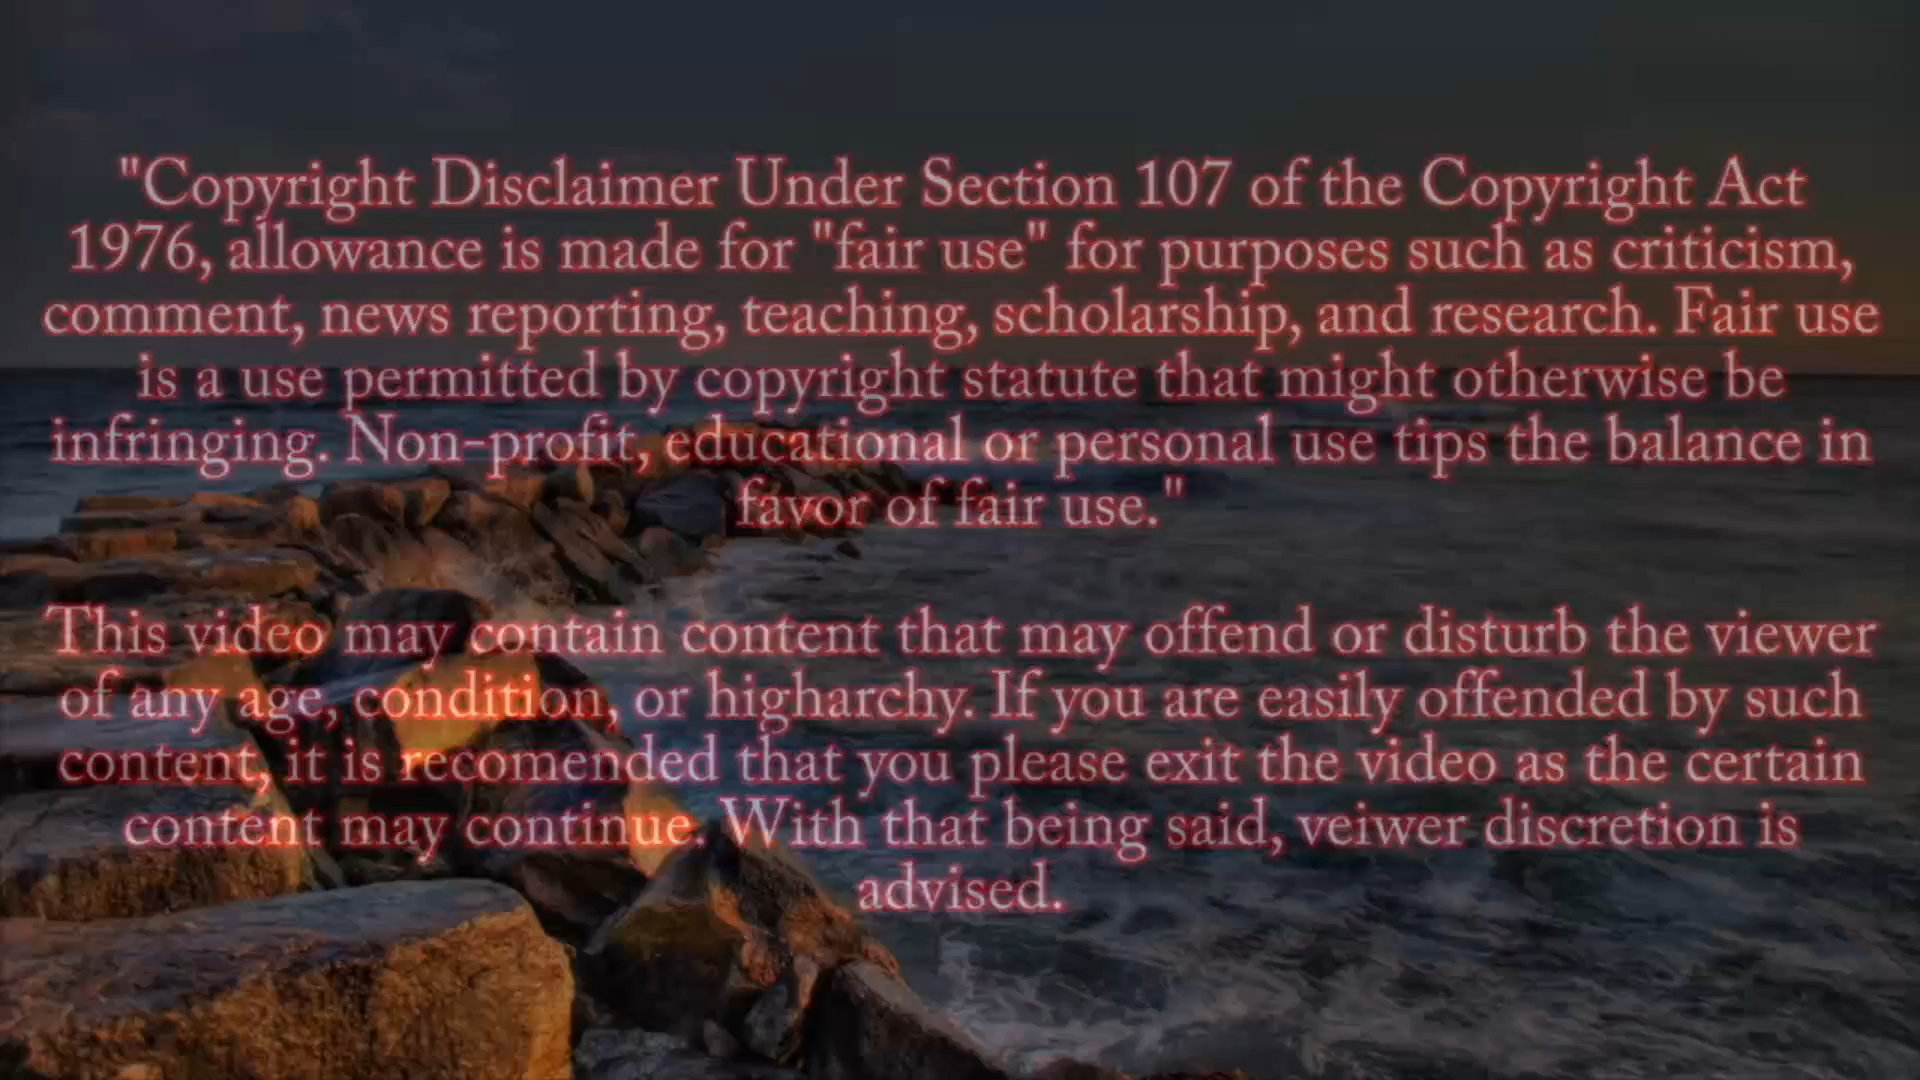 "Copyright Disclaimer Under Section 107 of the Copyright Act
1976, allowance is made for "fair use" for purposes such as criticism,
comment, news reporting, teaching, scholarship, and research. Fair use
is a use permitted by copyright statute that might otherwise be
infringing. Non-profit, educational or personal use tips the balance in
favor of fair use."
This video may contain content that may offend or disturb the viewer
of any age, condition, or higharchy. If you are easily offended by such
content, it is recomended that you please exit the video as the certain
content may continue. With that being said, veiwer discretion is
advised.